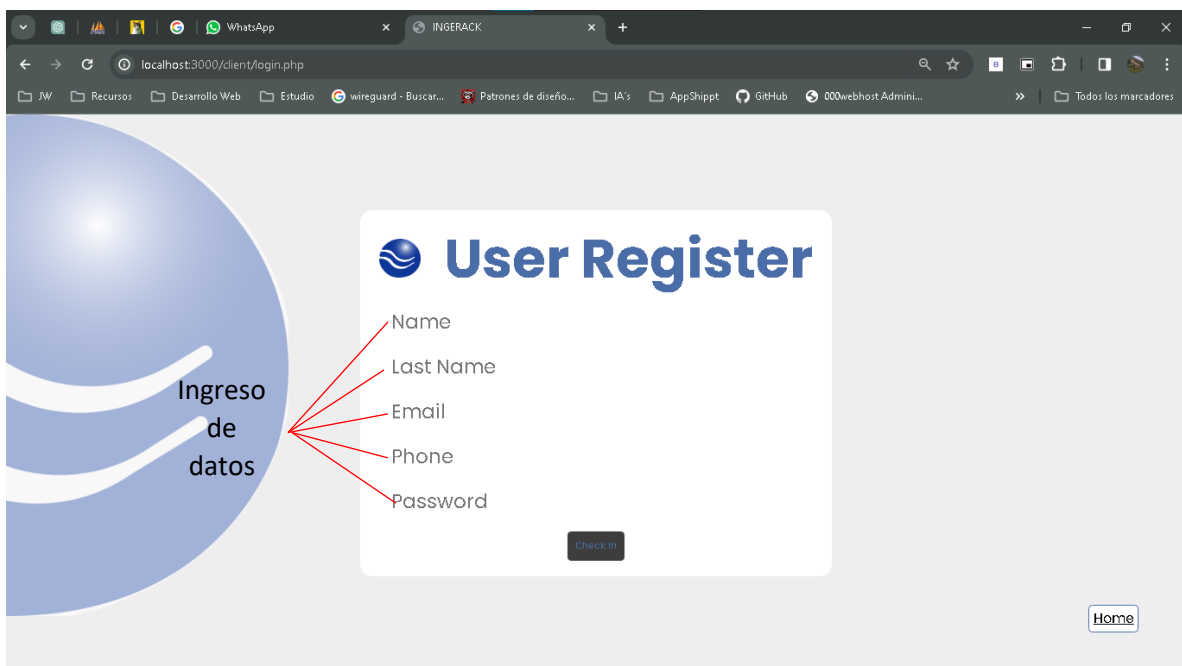 WhatsApp
INGERACK
localhost:3000/client/login.php
JW
Recursos
Desarrollo Web
Estudio
wireguard - Buscar...
Patrones de diseño...
IA's
AppShippt
GitHub
000webhost Admini...
»
Todos los marcadores
User Register
Name
Last Name
Email
Phone
Password
Check In
Ingreso
de
datos
Home